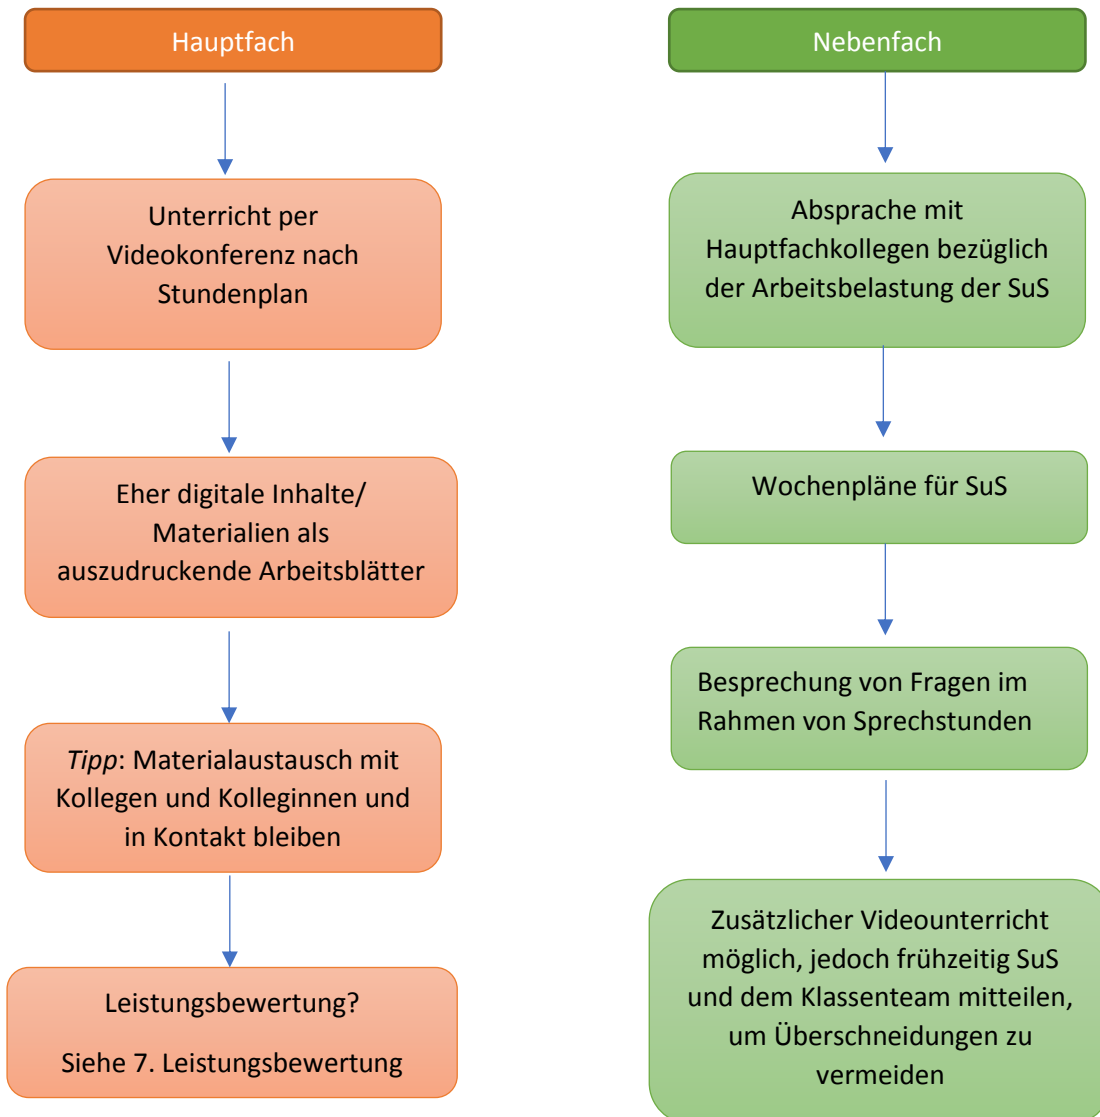 Hauptfach
Unterricht per
Videokonferenz nach
Stundenplan
Eher digitale Inhalte/
Materialien als
auszudruckende Arbeitsblätter
Tipp: Materialaustausch mit
Kollegen und Kolleginnen und
in Kontakt bleiben
Leistungsbewertung?
Siehe 7. Leistungsbewertung
Nebenfach
Absprache mit
Hauptfachkollegen bezüglich
der Arbeitsbelastung der SuS
Wochenpläne für SuS
Besprechung von Fragen im
Rahmen von Sprechstunden
Zusätzlicher Videounterricht
möglich, jedoch frühzeitig SuS
und dem Klassenteam mitteilen,
um Überschneidungen zu
vermeiden